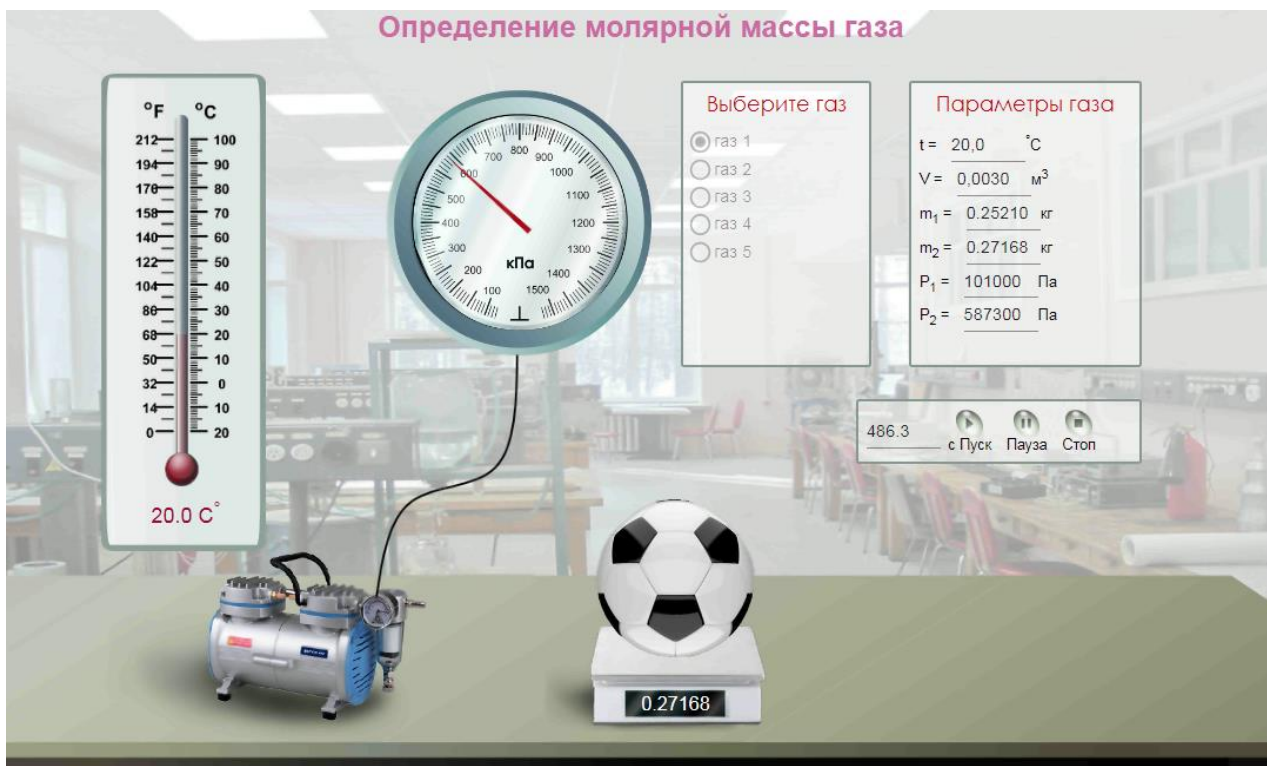 Определение молярной массы газа
°F °C
212 100
194 90
176 80
158 70
140 60
122 50
104 40
86 30
68 20
50 10
32 0
14 10
0 20
20.0 C°
100
200
300
400
500
600
700
800
900
1000
1100
1200
1300
1400
1500
кПа
Выберите газ
газ 1
газ 2
газ 3
газ 4
газ 5
Параметры газа
t = 20,0 °C
V = 0,0030 м³
m₁ = 0.25210 кг
m₂ = 0.27168 кг
P₁ = 101000 Па
P₂ = 587300 Па
486.3 с Пуск Пауза Стоп
0.27168